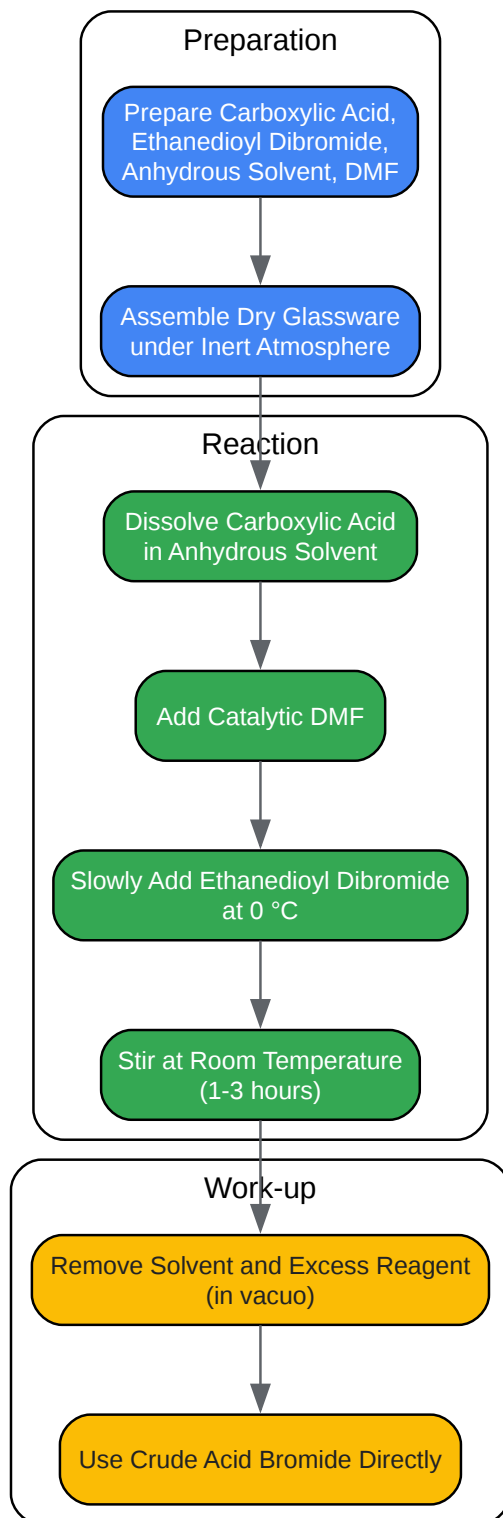 Preparation
Prepare Carboxylic Acid,
Ethanedioyl Dibromide,
Anhydrous Solvent, DMF
Assemble Dry Glassware
under Inert Atmosphere
Reaction
Dissolve Carboxylic Acid
in Anhydrous Solvent
Add Catalytic DMF
Slowly Add Ethanedioyl Dibromide
at 0 °C
Stir at Room Temperature
(1-3 hours)
Work-up
Remove Solvent and Excess Reagent
(in vacuo)
Use Crude Acid Bromide Directly